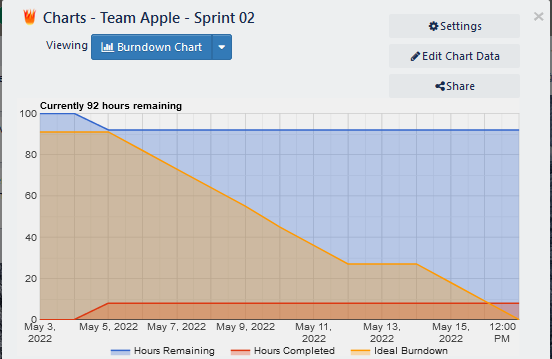 Charts - Team Apple - Sprint 02
×
Viewing
Burndown Chart
Settings
Edit Chart Data
Share
Currently 92 hours remaining
100
80
60
40
20
0
May 3, 2022
May 5, 2022
May 7, 2022
May 9, 2022
May 11, 2022
May 13, 2022
May 15, 2022
12:00 PM
Hours Remaining
Hours Completed
Ideal Burndown